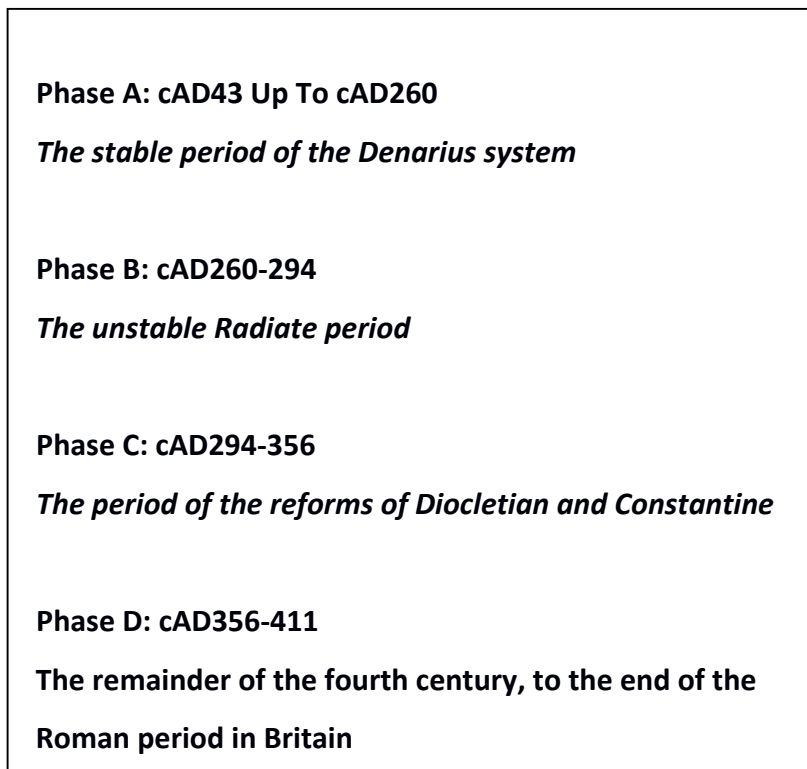 Phase A: cAD43 Up To cAD260
The stable period of the Denarius system
Phase B: cAD260-294
The unstable Radiate period
Phase C: cAD294-356
The period of the reforms of Diocletian and Constantine
Phase D: cAD356-411
The remainder of the fourth century, to the end of the
Roman period in Britain